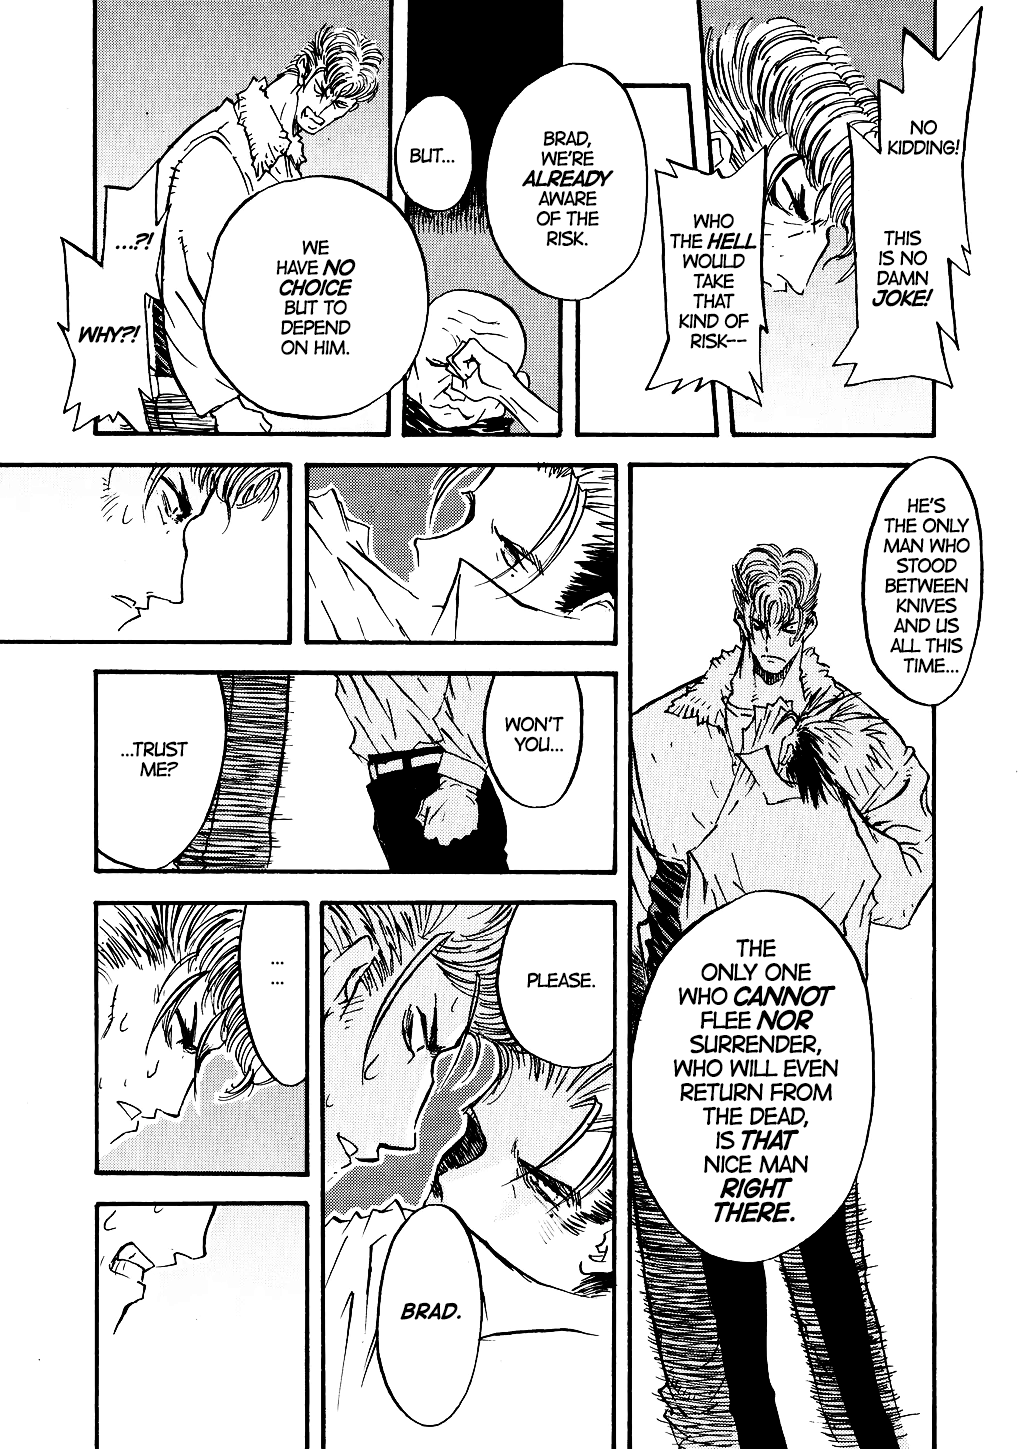 NO
KIDDING!
THIS
IS NO
DAMN
JOKE!
WHO
THE HELL
WOULD
TAKE
THAT
KIND OF
RISK--
BRAD,
WE'RE
ALREADY
AWARE
OF THE
RISK.
BUT...
WE
HAVE NO
CHOICE
BUT TO
DEPEND
ON HIM.
...?!
WHY?!
HE'S
THE ONLY
MAN WHO
STOOD
BETWEEN
KNIVES
AND US
ALL THIS
TIME...
THE
ONLY ONE
WHO CANNOT
FLEE NOR
SURRENDER,
WHO WILL EVEN
RETURN FROM
THE DEAD,
IS THAT
NICE MAN
RIGHT
THERE.
WON'T
YOU...
...TRUST
ME?
PLEASE.
BRAD.
...
...